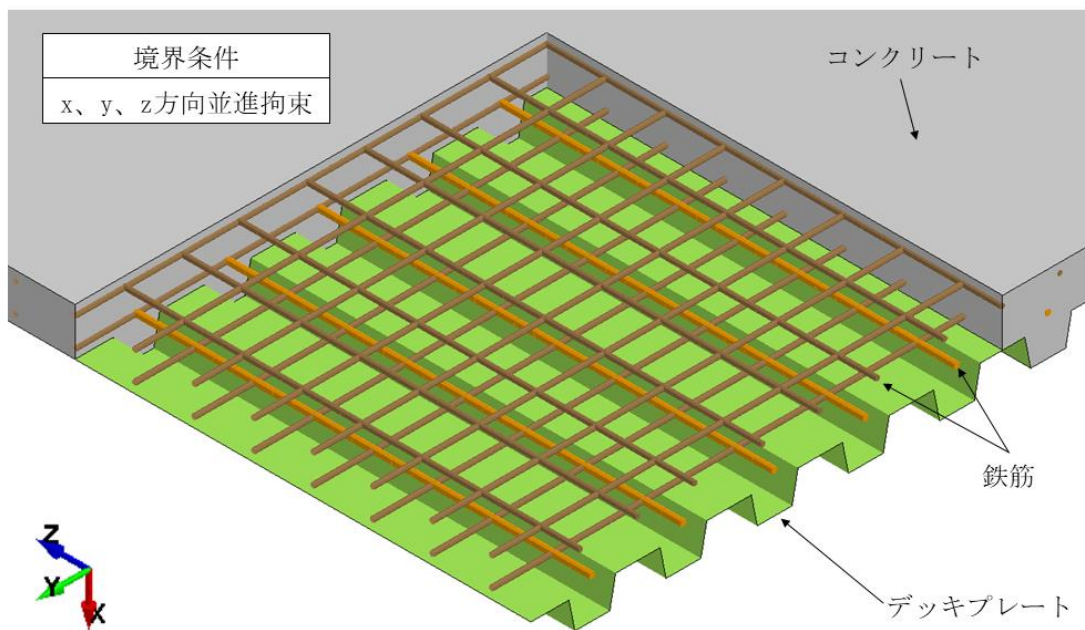 境界条件
x、y、z方向並進拘束
コンクリート
鉄筋
デッキプレート
Z
Y
X